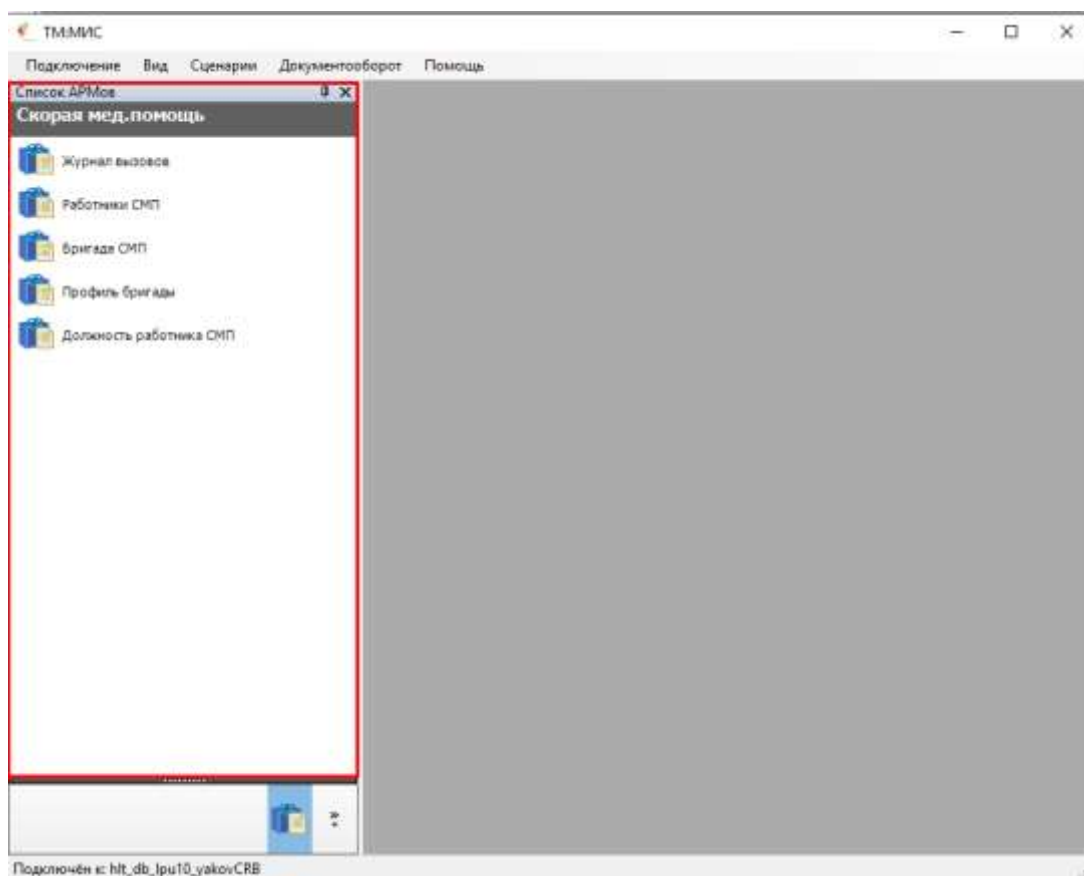 ТМ:МИС
Подключение Вид Сценарии Документооборот Помощь
Список АРМов
Скорая мед.помощь
Журнал вызовов
Работники СМП
Бригада СМП
Профиль бригады
Должность работника СМП
Подключён к: hlt_db_lpu10_yakovCRB